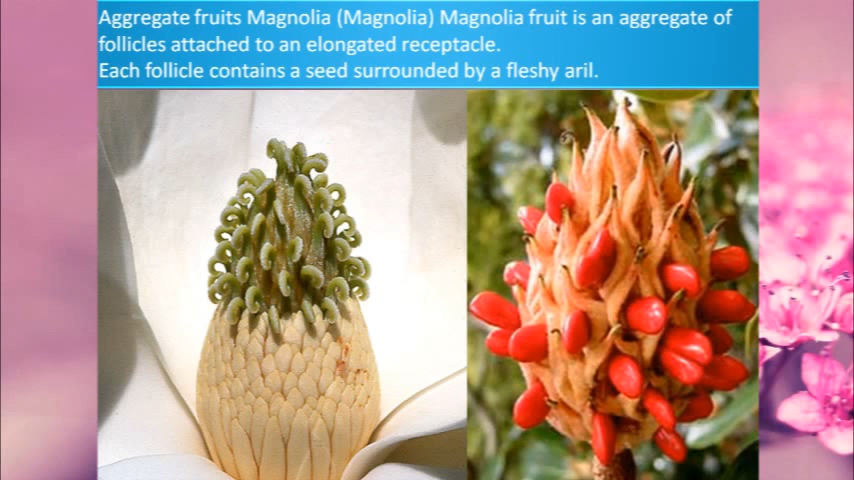 Aggregate fruits Magnolia (Magnolia) Magnolia fruit is an aggregate of
follicles attached to an elongated receptacle.
Each follicle contains a seed surrounded by a fleshy aril.